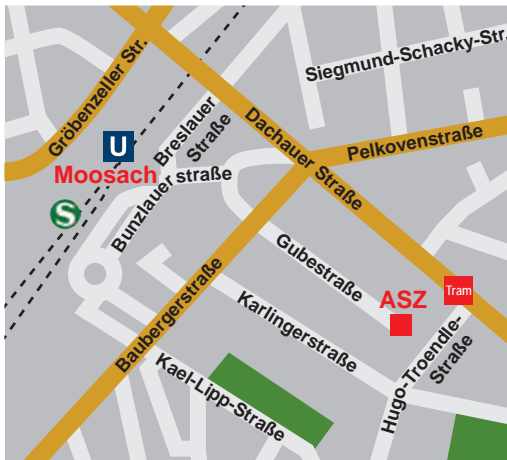 Siegmund-Schacky-Str.
Gröbenzeller Str.
Breslauer
Straße
Dachauer Straße
Pelkovenstraße
U
Moosach
S
Bunzlauer straße
Gubestraße
ASZ
Tram
Karlingerstraße
Baubergerstraße
Hugo-Troendle-
Straße
Kael-Lipp-Straße